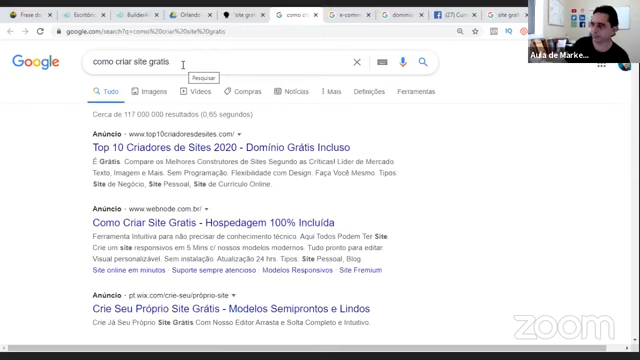 Frase de
Escritório
Builderall
Orlando
site gratis
como cri
e-comme
domínio
(27) Com
site grati
google.com/search?q=como%20criar%20site%20gratis
Aula de Marke...
Google
como criar site gratis
Pesquisar
Tudo
Imagens
Vídeos
Compras
Notícias
Mais
Definições
Ferramentas
Cerca de 117 000 000 resultados (0,65 segundos)
Anúncio · www.top10criadoresdesites.com/
Top 10 Criadores de Sites 2020 - Domínio Grátis Incluso
É Grátis. Compare os Melhores Construtores de Sites Segundo as Críticas! Líder de Mercado
Texto, Imagem e Mais. Sem Programação. Flexibilidade com Design. Faça Você Mesmo. Tipos
Site de Negócio, Site Pessoal, Site de Currículo Online.
Anúncio · www.webnode.com.br/
Como Criar Site Gratis - Hospedagem 100% Incluída
Ferramenta Intuitiva para não precisar de conhecimento técnico. Aqui Todos Podem Ter Site.
Crie um site responsivos em 5 Mins c/ nossos modelos modernos. Tudo pronto para editar.
Visual personalizável. Sem instalação. Atualização 24 hrs. Tipos: Site Pessoal, Blog
Site online em minutos · Suporte sempre atencioso · Modelos Responsivos · Site Fremium
Anúncio · pt.wix.com/crie-seu/próprio-site
Crie Seu Próprio Site Grátis - Modelos Semiprontos e Lindos
Crie Já Seu Próprio Site Grátis Com Nosso Editor Arrasta e Solta Completo e Intuitivo.
zoom